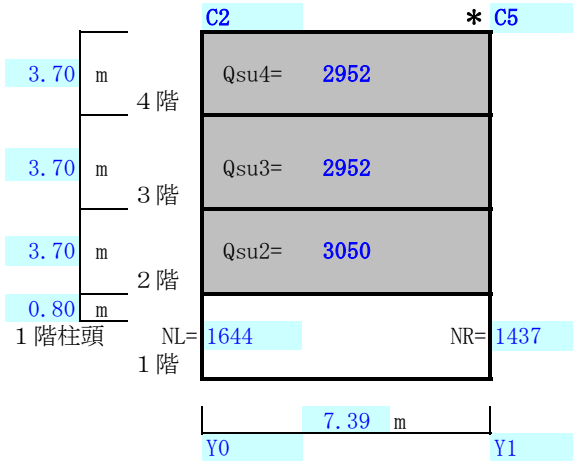 C2 * C5
3.70 m Qsu4= 2952
4階
3.70 m Qsu3= 2952
3階
3.70 m Qsu2= 3050
2階
0.80 m
1階柱頭 NL= 1644 NR= 1437
1階
7.39 m
Y0 Y1